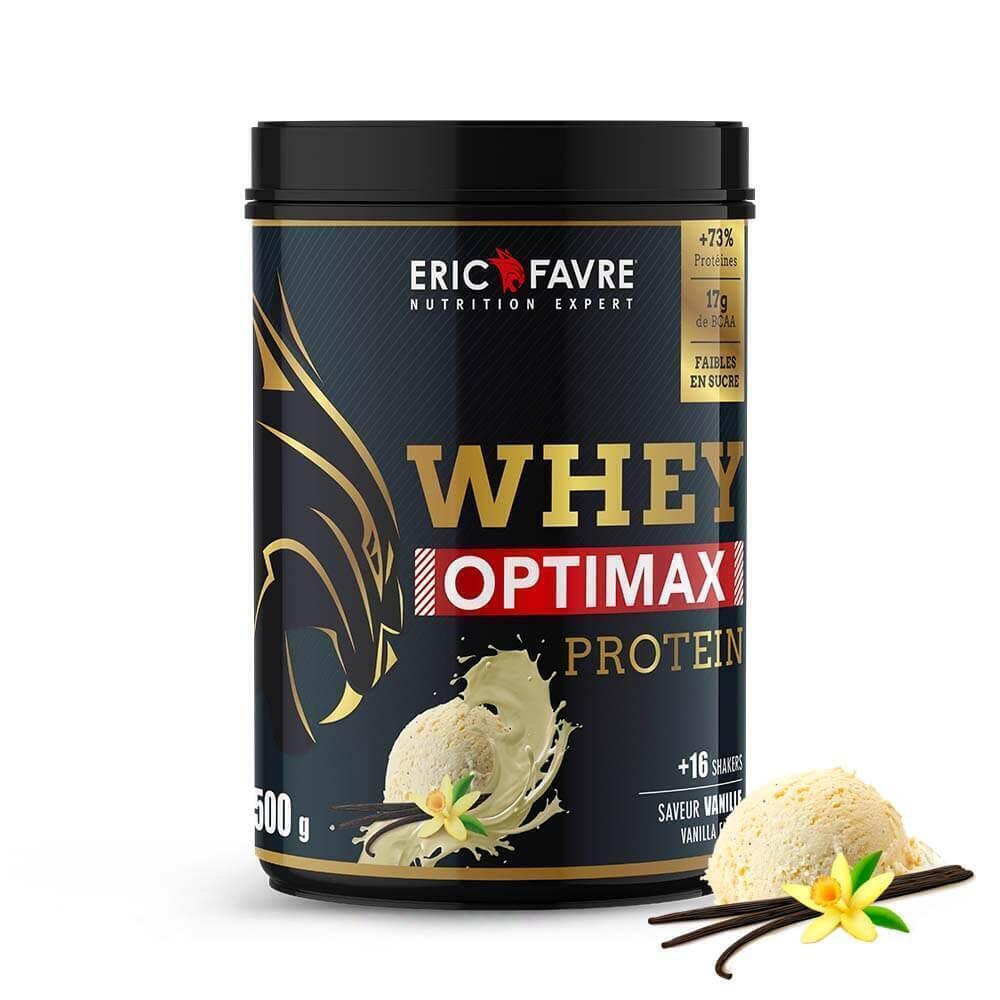 ERIC FAVRE®
NUTRITION EXPERT
+73%
Protéines
17g
de BCAA
FAIBLES
EN SUCRE
WHEY
OPTIMAX
PROTEIN
+16 SHAKERS
SAVEUR VANILLE
VANILLA
500 g